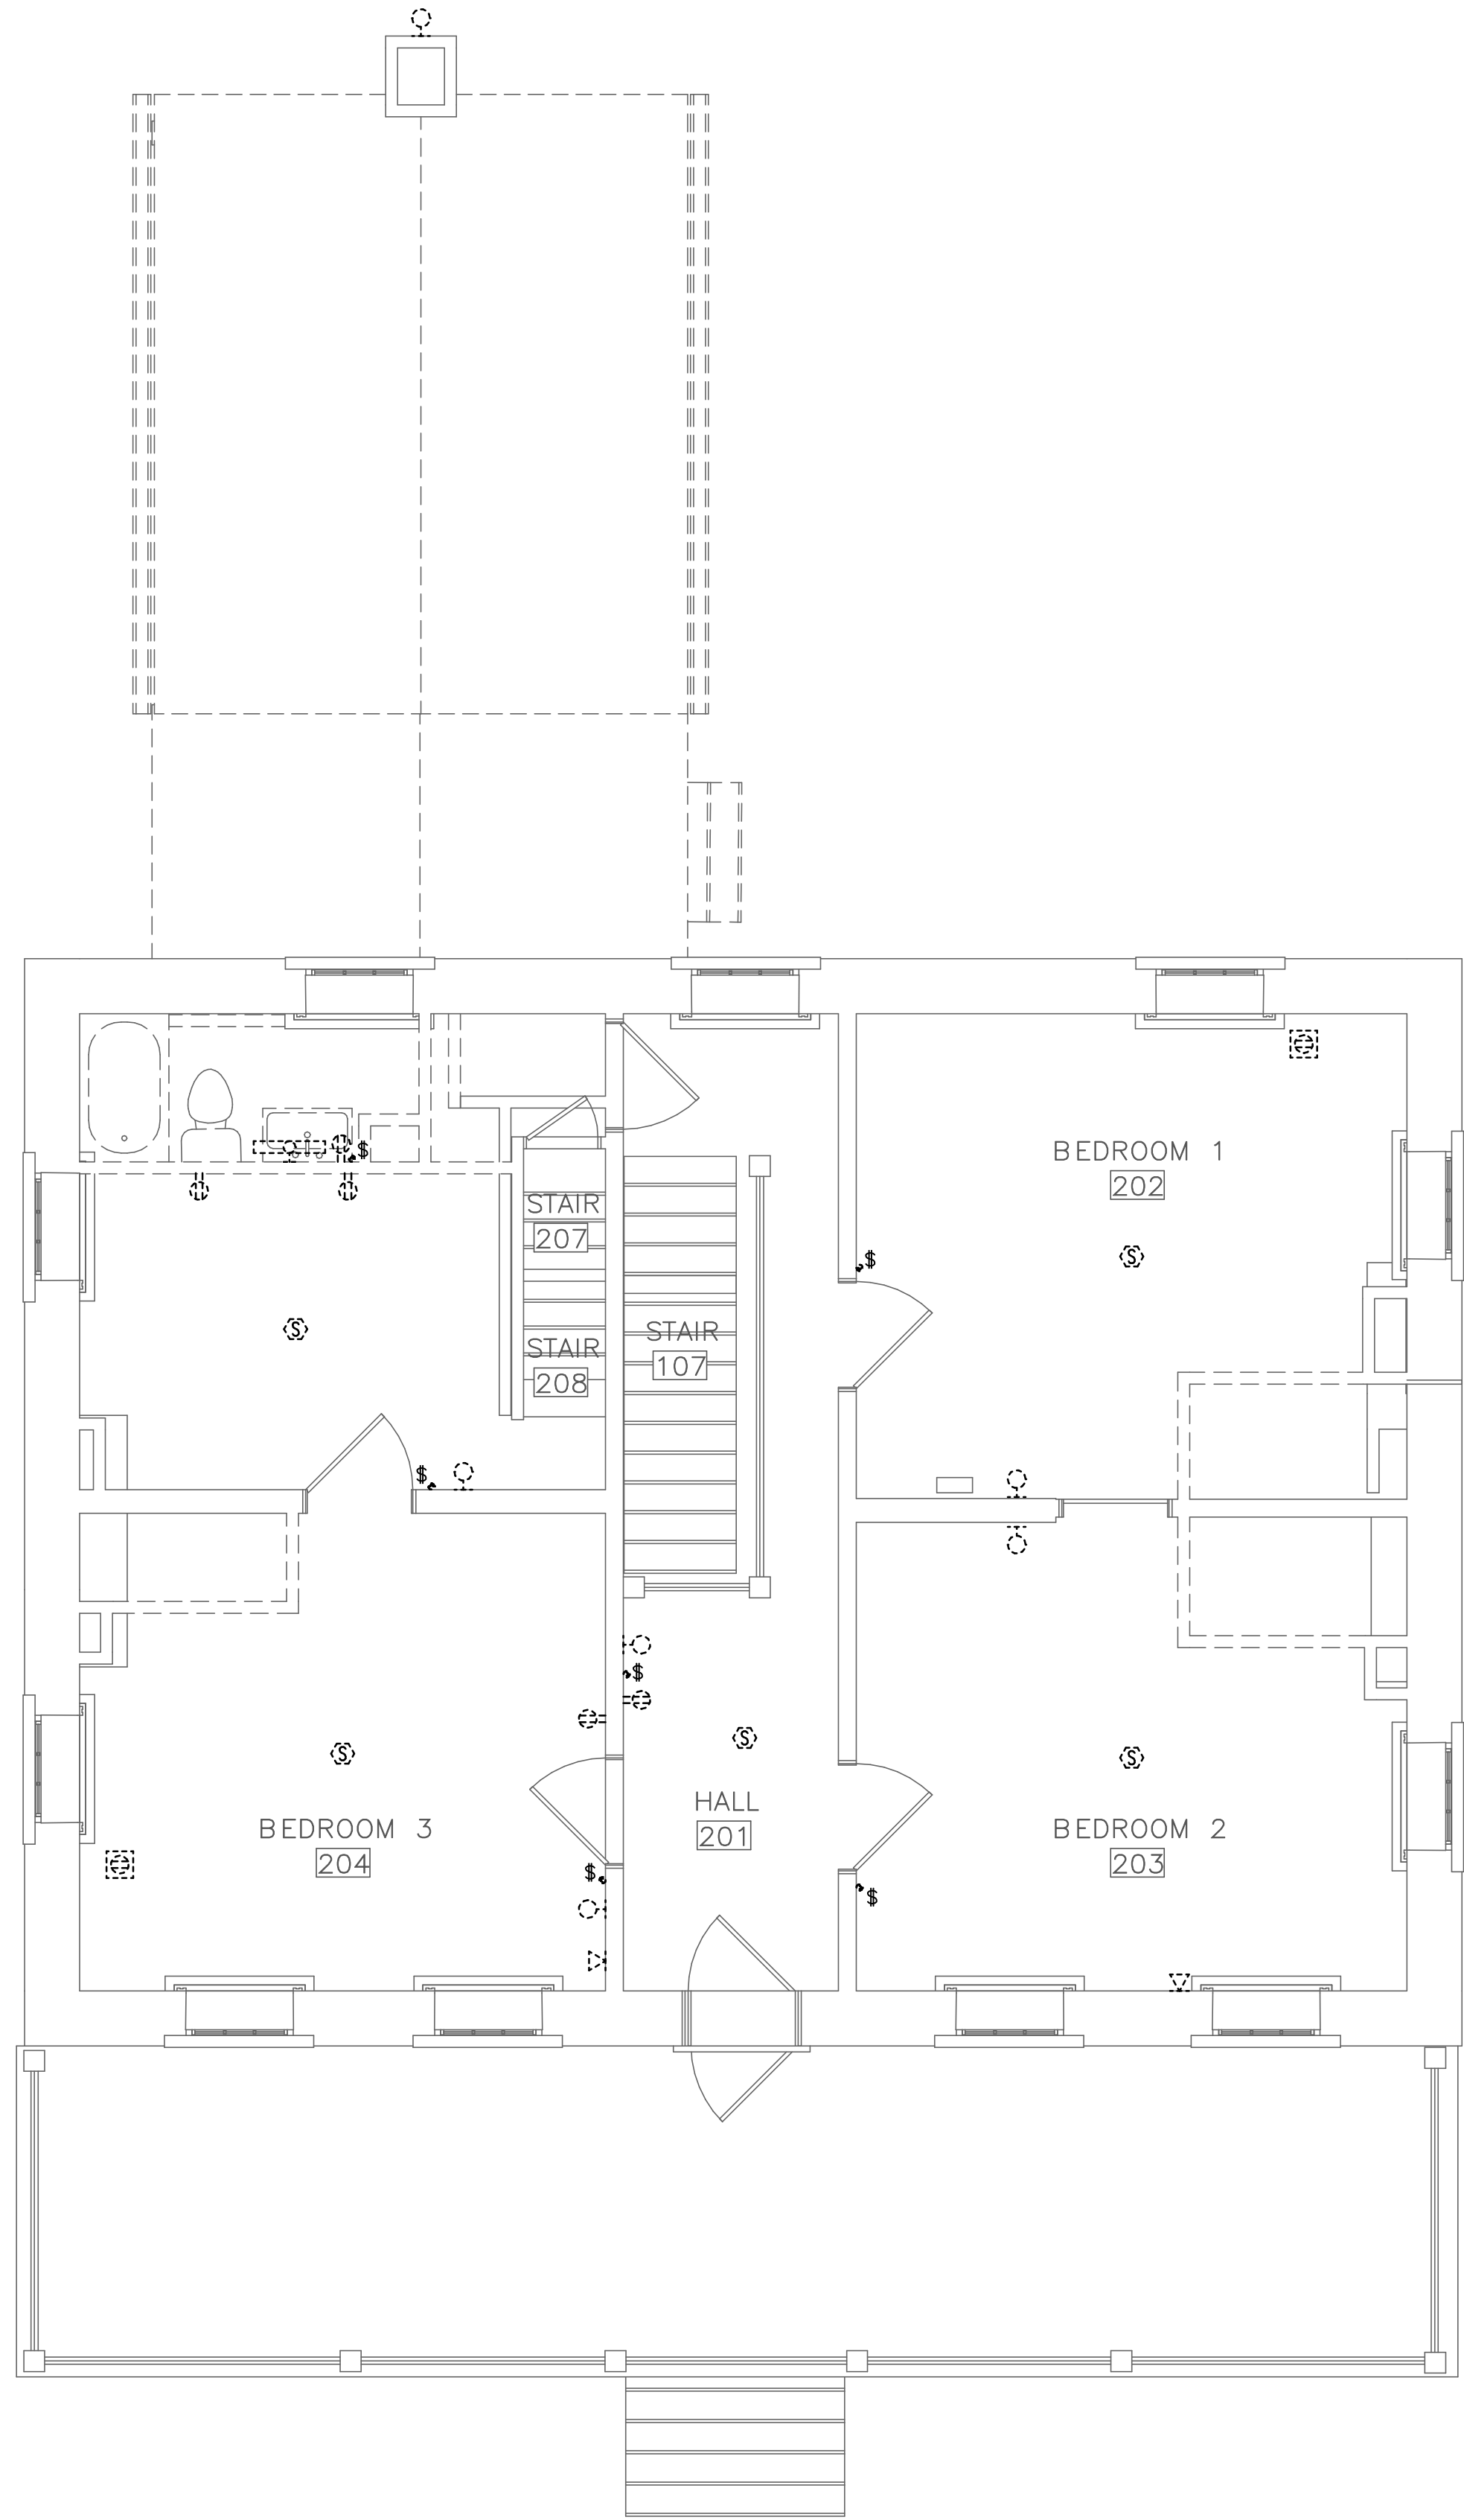 $
BEDROOM 1
202
STAIR
207
S
$
S
STAIR
107
STAIR
208
$
$
S
S
S
HALL
201
BEDROOM 3
204
BEDROOM 2
203
$
$